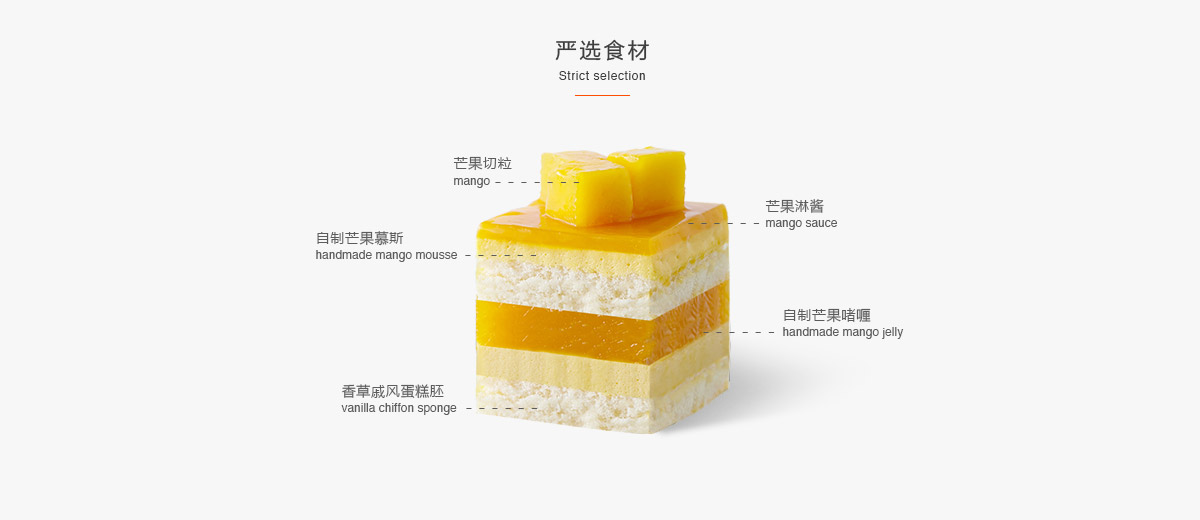 严选食材
Strict selection
芒果切粒
mango
芒果淋酱
mango sauce
自制芒果慕斯
handmade mango mousse
自制芒果啫喱
handmade mango jelly
香草戚风蛋糕胚
vanilla chiffon sponge